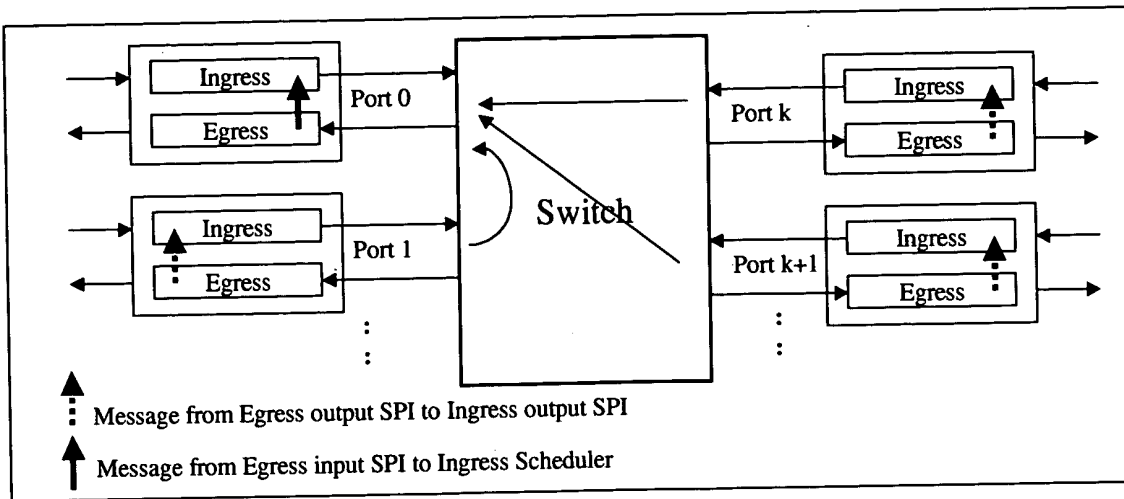 Ingress
Port 0
Egress
Ingress
Port 1
Egress
Switch
Ingress
Port k
Egress
Ingress
Port k+1
Egress
Message from Egress output SPI to Ingress output SPI
Message from Egress input SPI to Ingress Scheduler